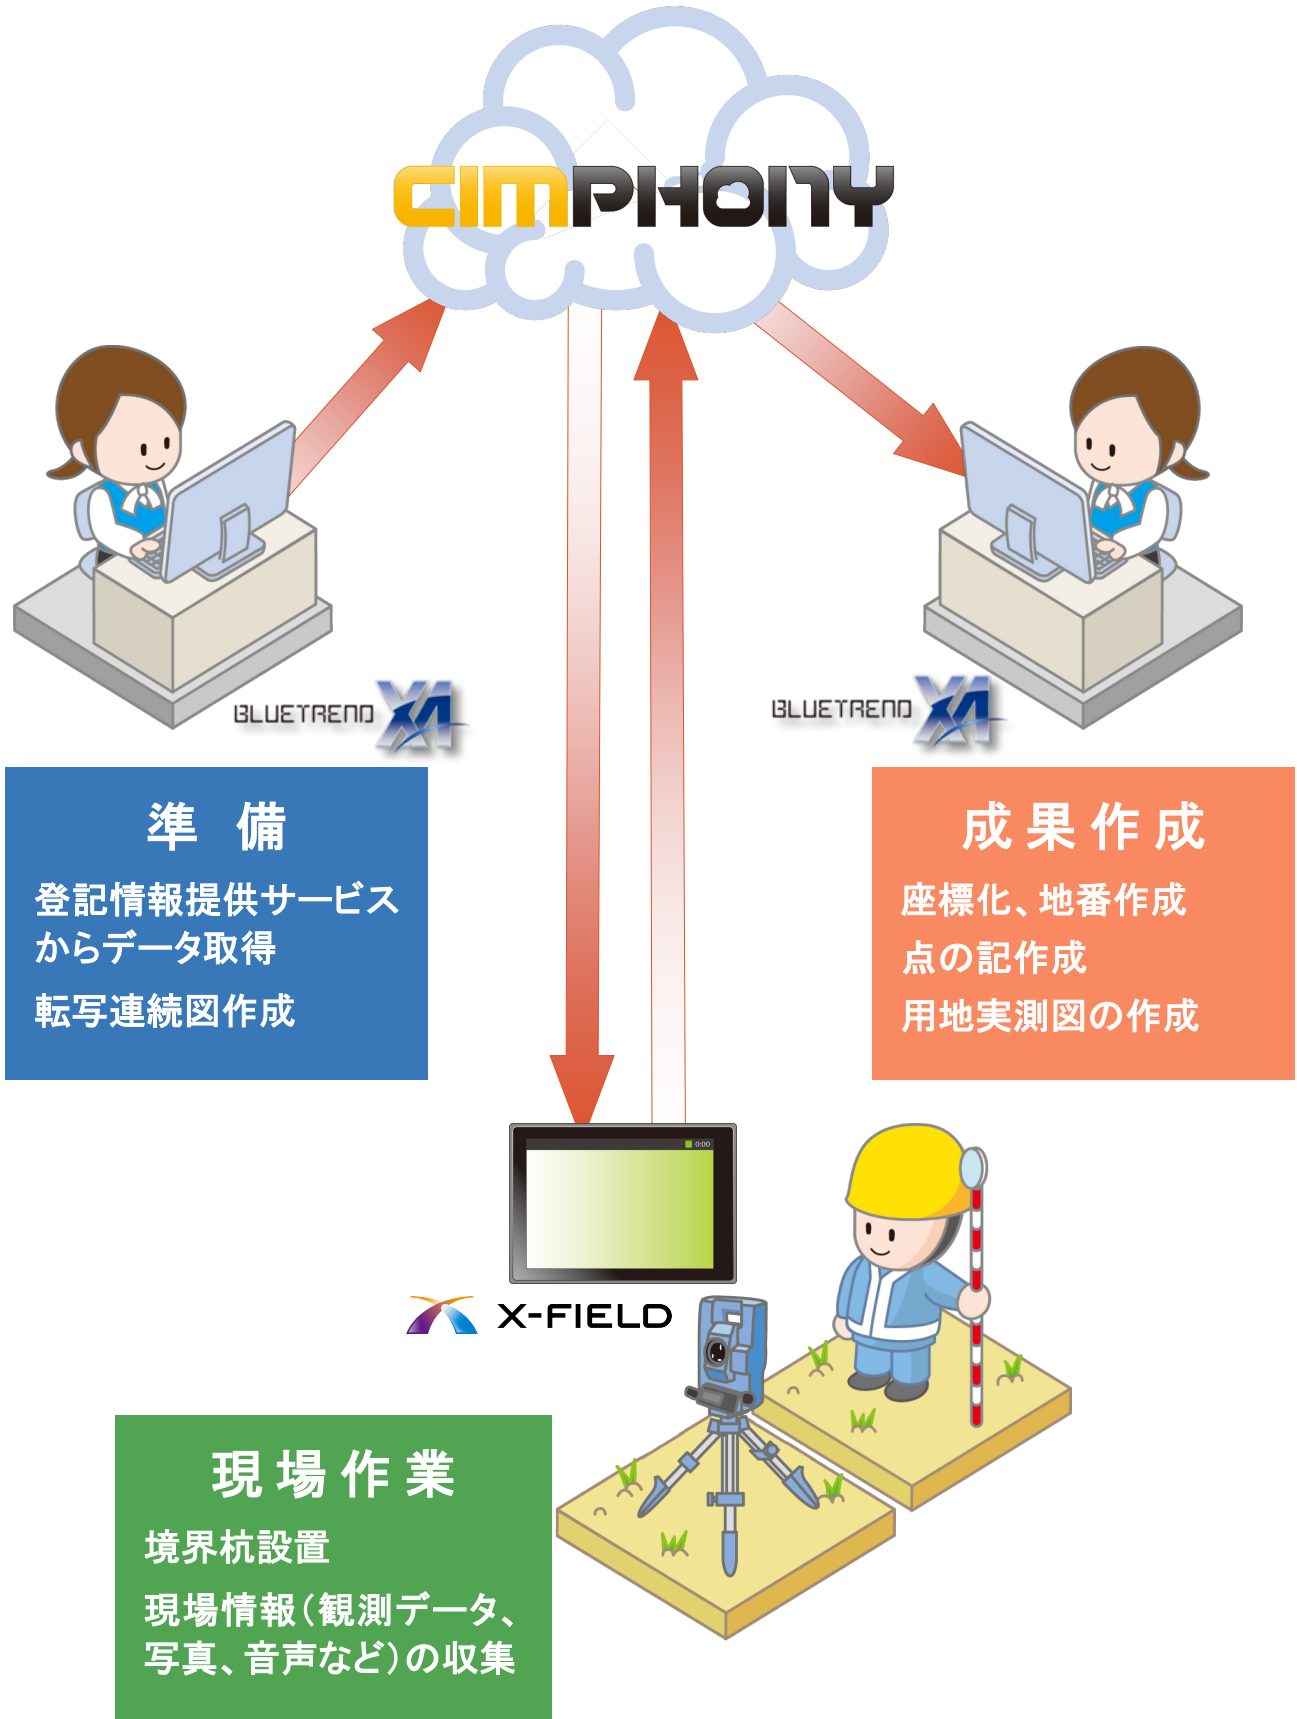 CIMPHONY
BLUETREND XA
BLUETREND XA
準 備
登記情報提供サービス
からデータ取得
転写連続図作成
成果作成
座標化、地番作成
点の記作成
用地実測図の作成
0:00
X-FIELD
現場作業
境界杭設置
現場情報（観測データ、
写真、音声など）の収集